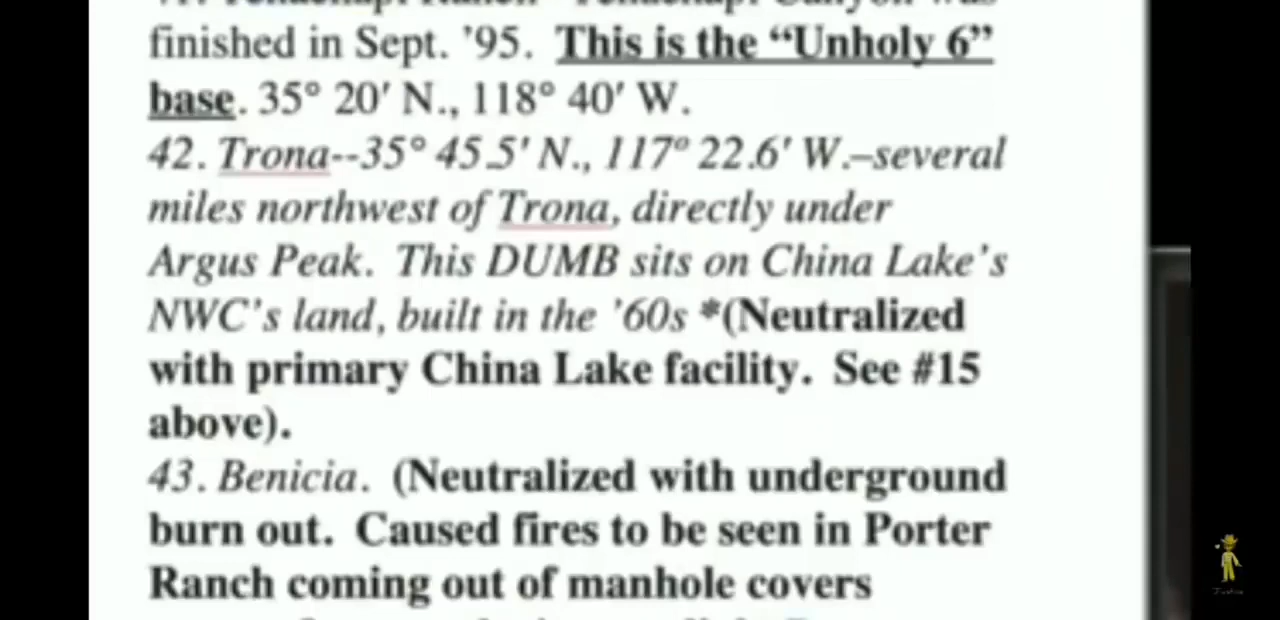 finished in Sept. ’95. This is the “Unholy 6”
base. 35° 20′ N., 118° 40′ W.
42. Trona--35° 45.5′ N., 117° 22.6′ W.–several
miles northwest of Trona, directly under
Argus Peak. This DUMB sits on China Lake’s
NWC’s land, built in the ’60s *(Neutralized
with primary China Lake facility. See #15
above).
43. Benicia. (Neutralized with underground
burn out. Caused fires to be seen in Porter
Ranch coming out of manhole covers